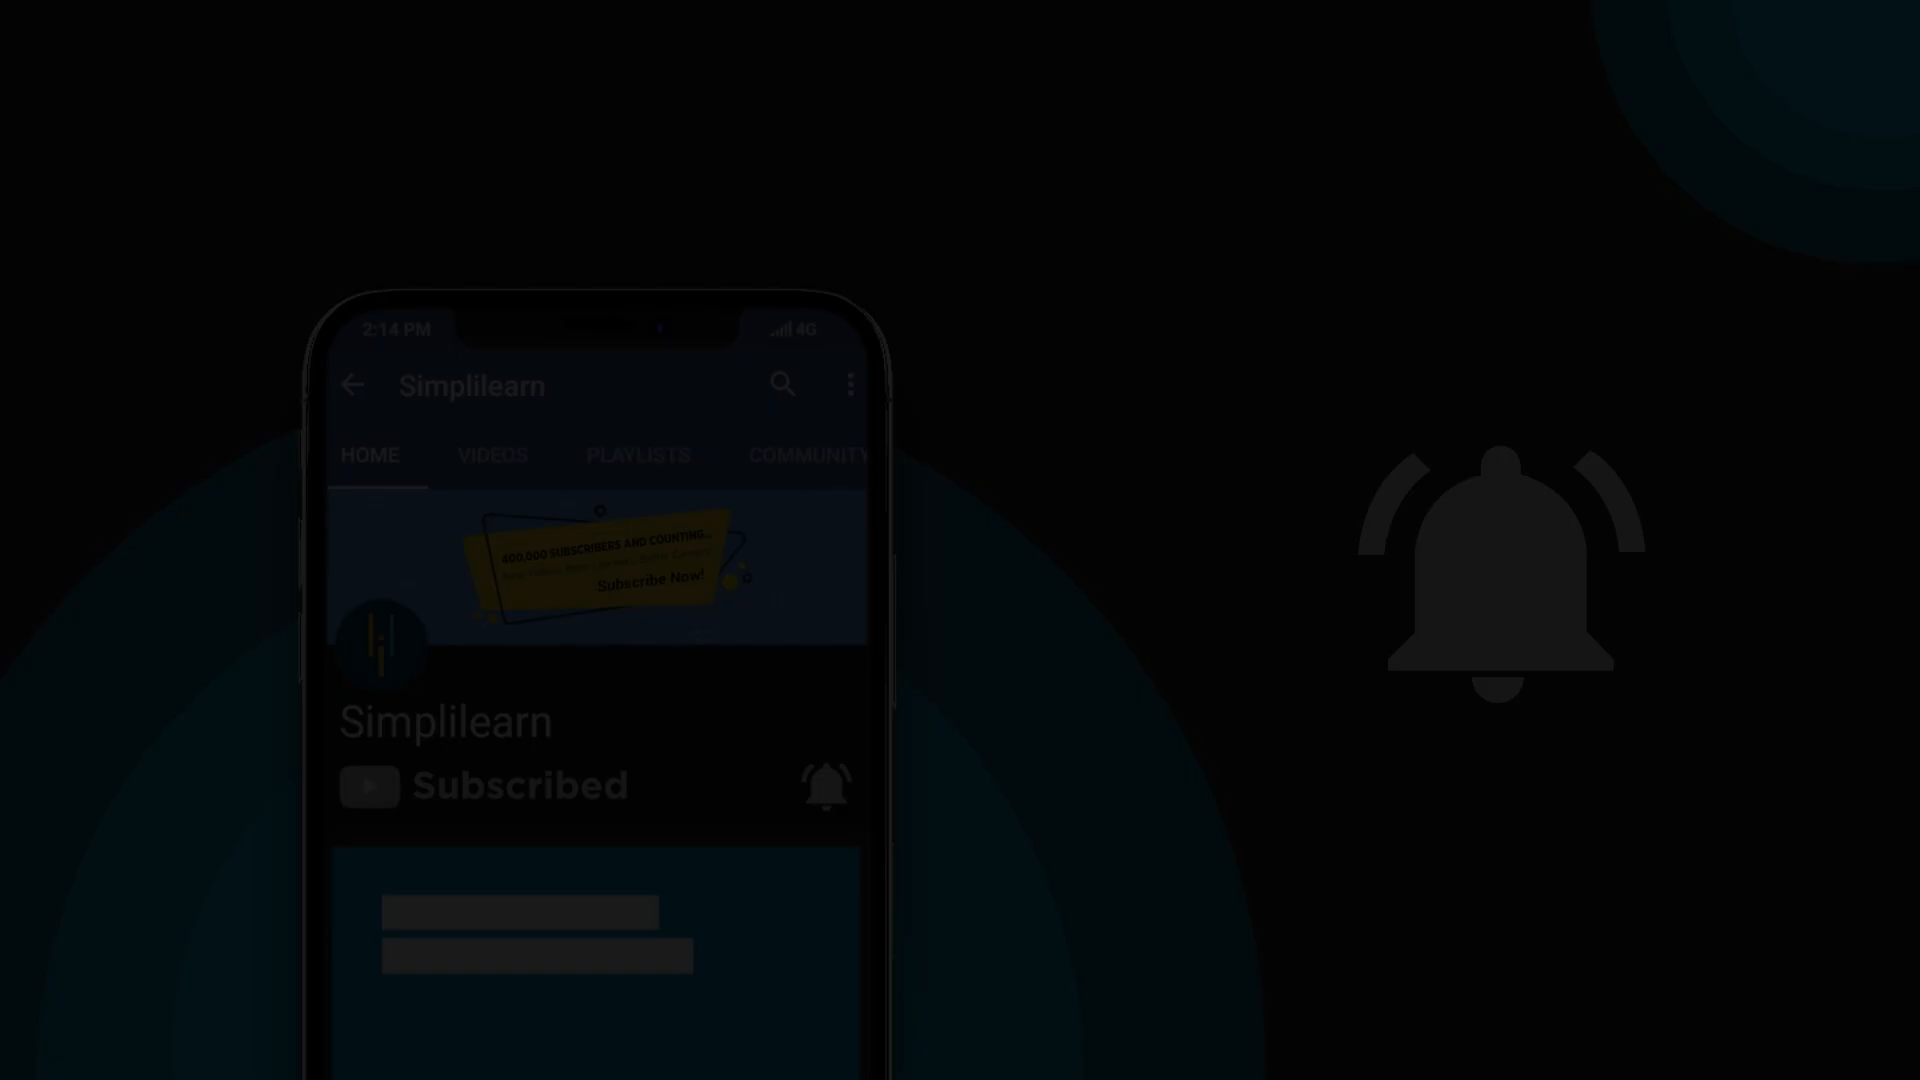 2:14 PM
4G
Simplilearn
HOME VIDEOS PLAYLISTS COMMUNITY
400,000 SUBSCRIBERS AND COUNTING...
Subscribe Now!
Simplilearn
Subscribed